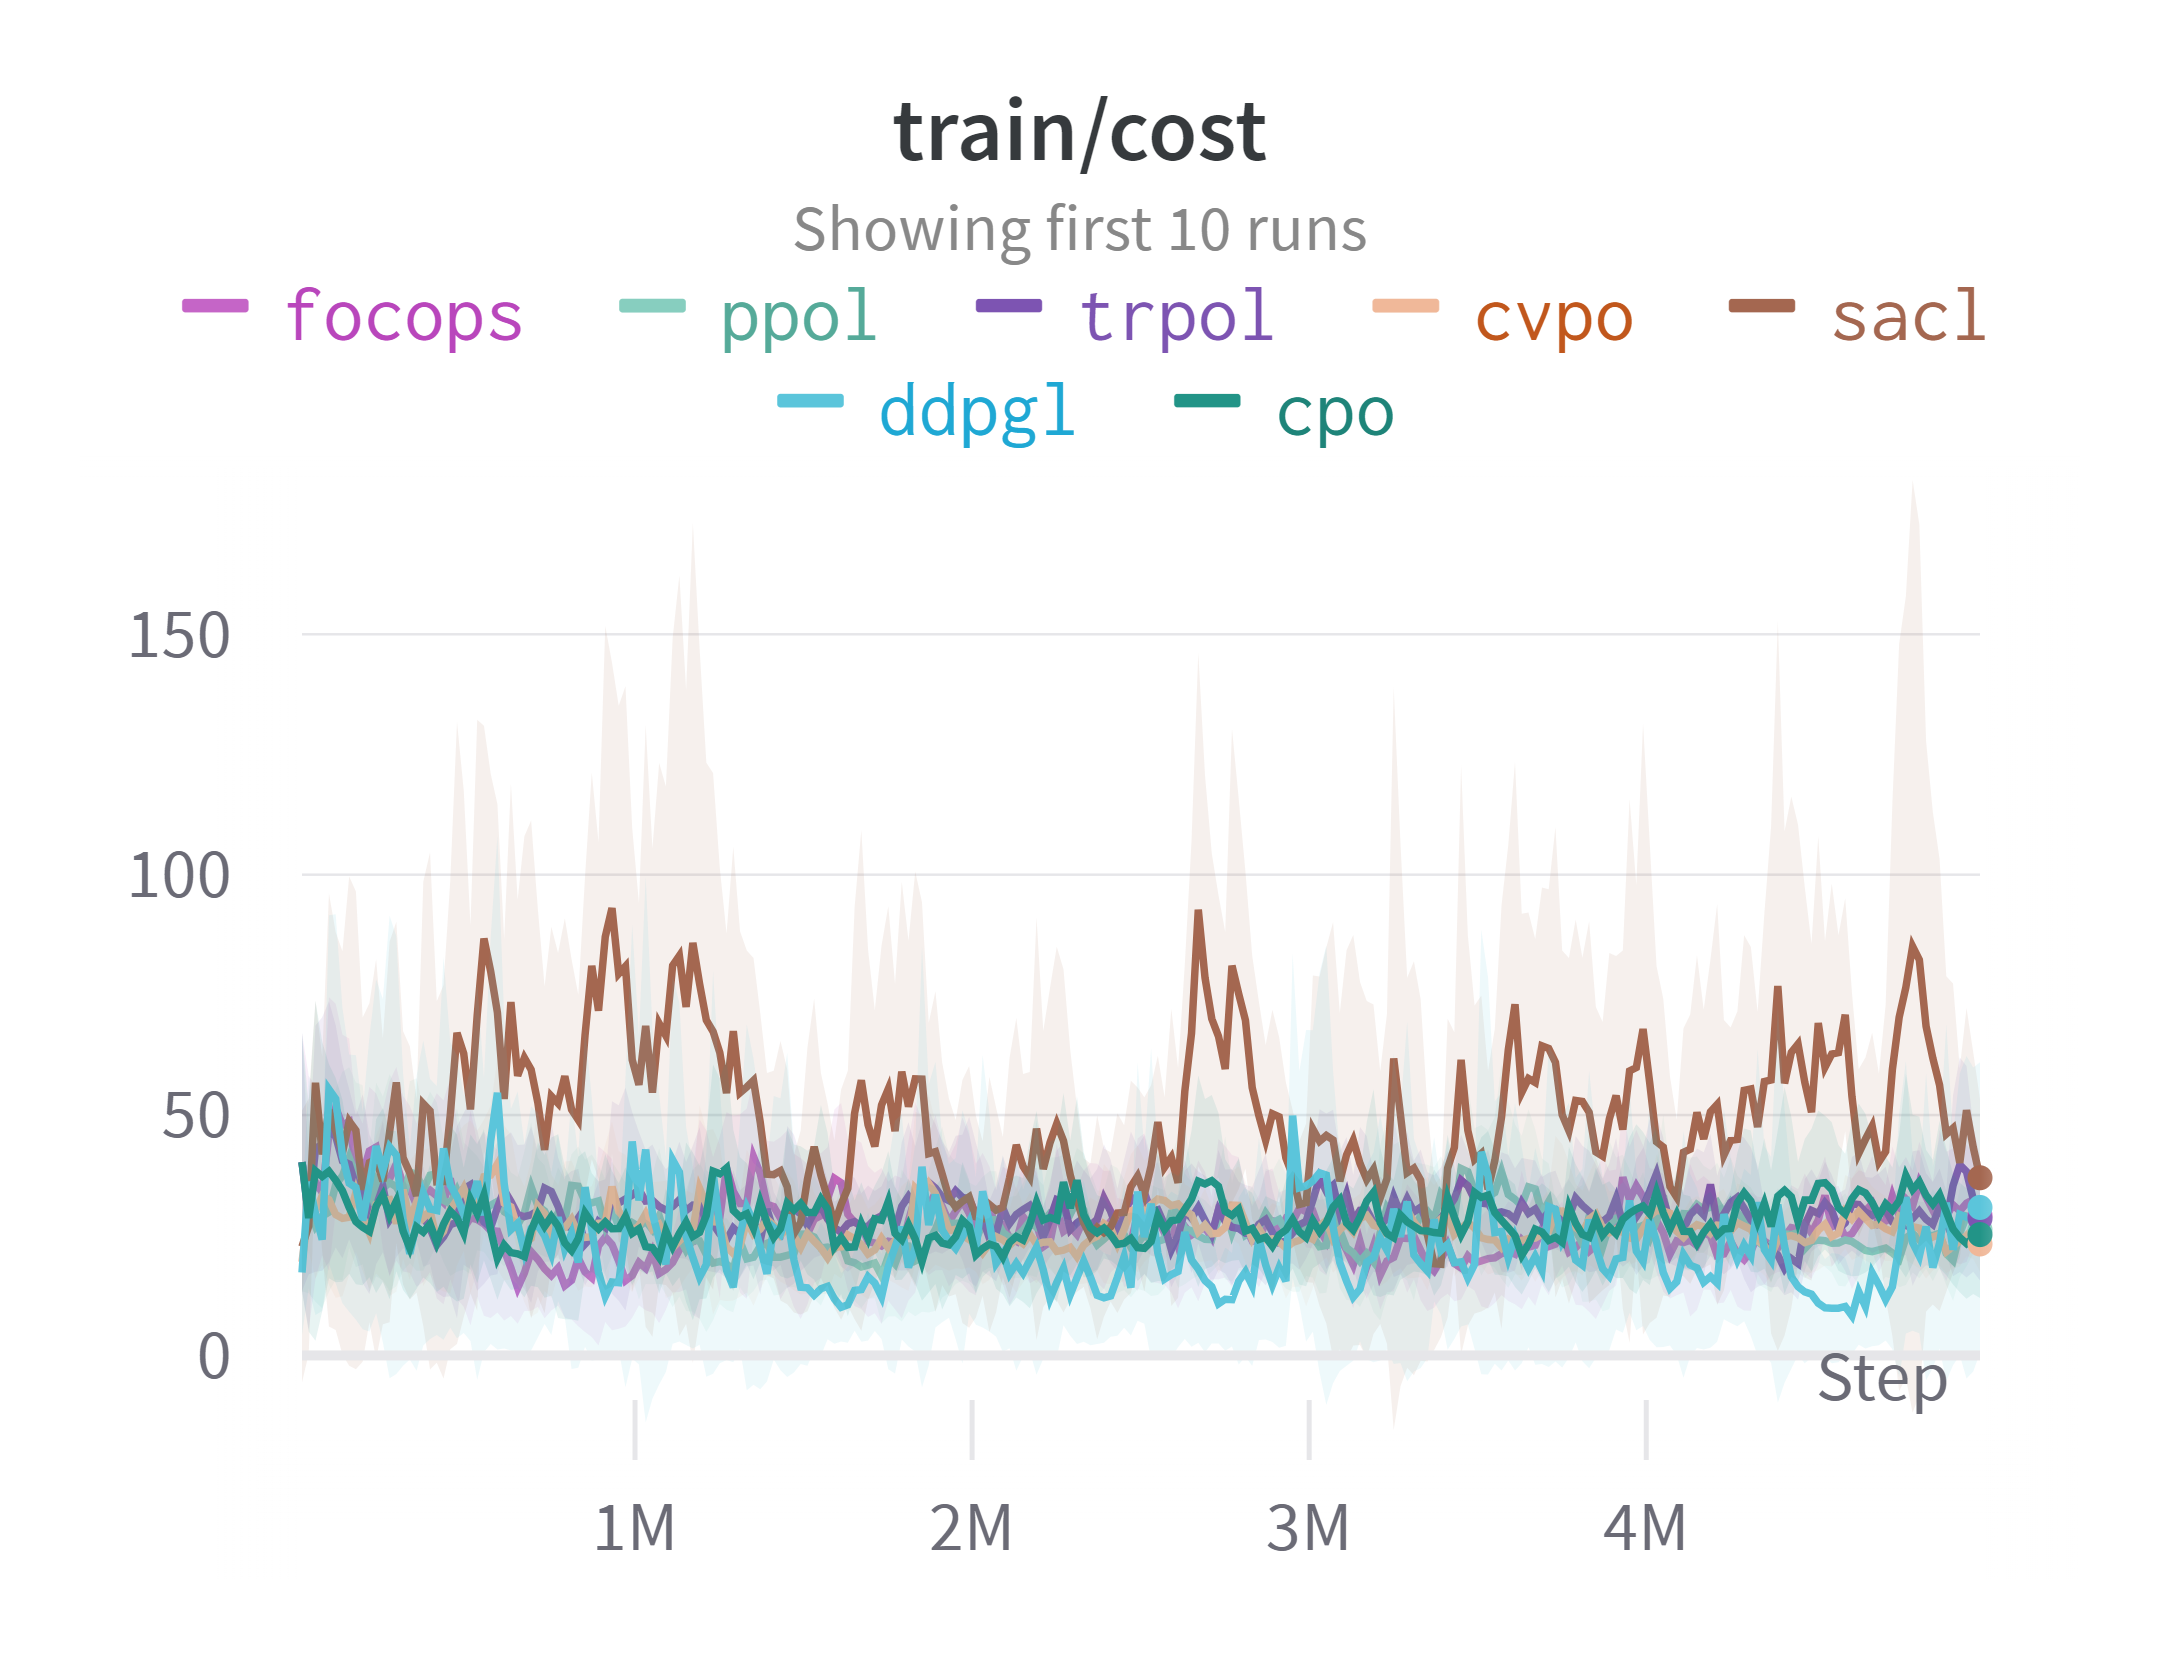 train/cost
Showing first 10 runs
focops ppol trpol cvpo sacl
ddpgl cpo
150
100
50
0
Step
1M 2M 3M 4M